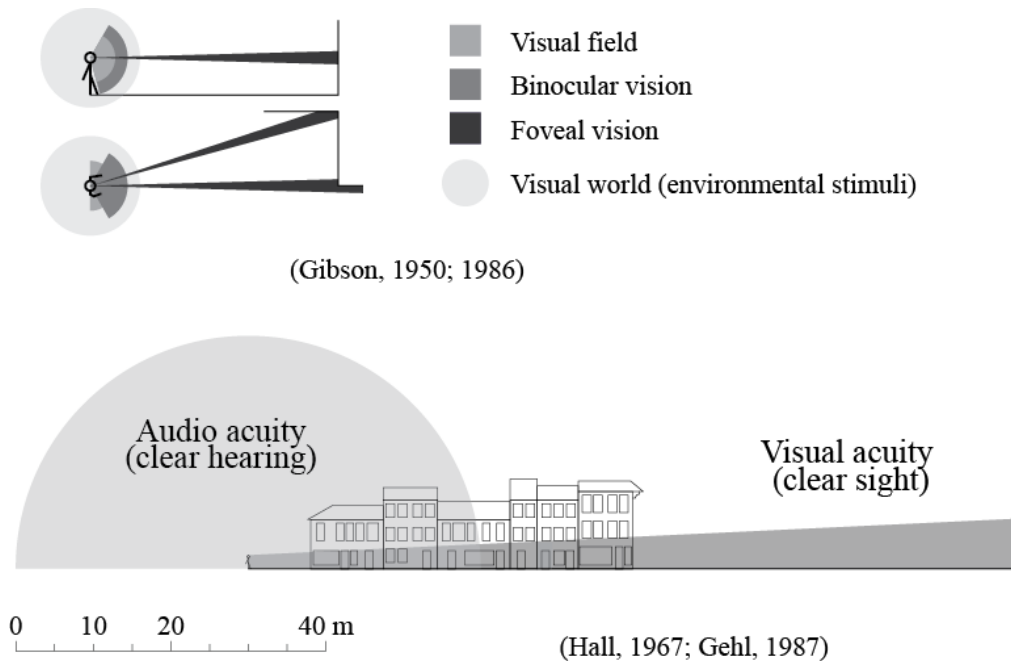 Visual field
Binocular vision
Foveal vision
Visual world (environmental stimuli)
(Gibson, 1950; 1986)
Audio acuity
(clear hearing)
Visual acuity
(clear sight)
0 10 20 40 m
(Hall, 1967; Gehl, 1987)